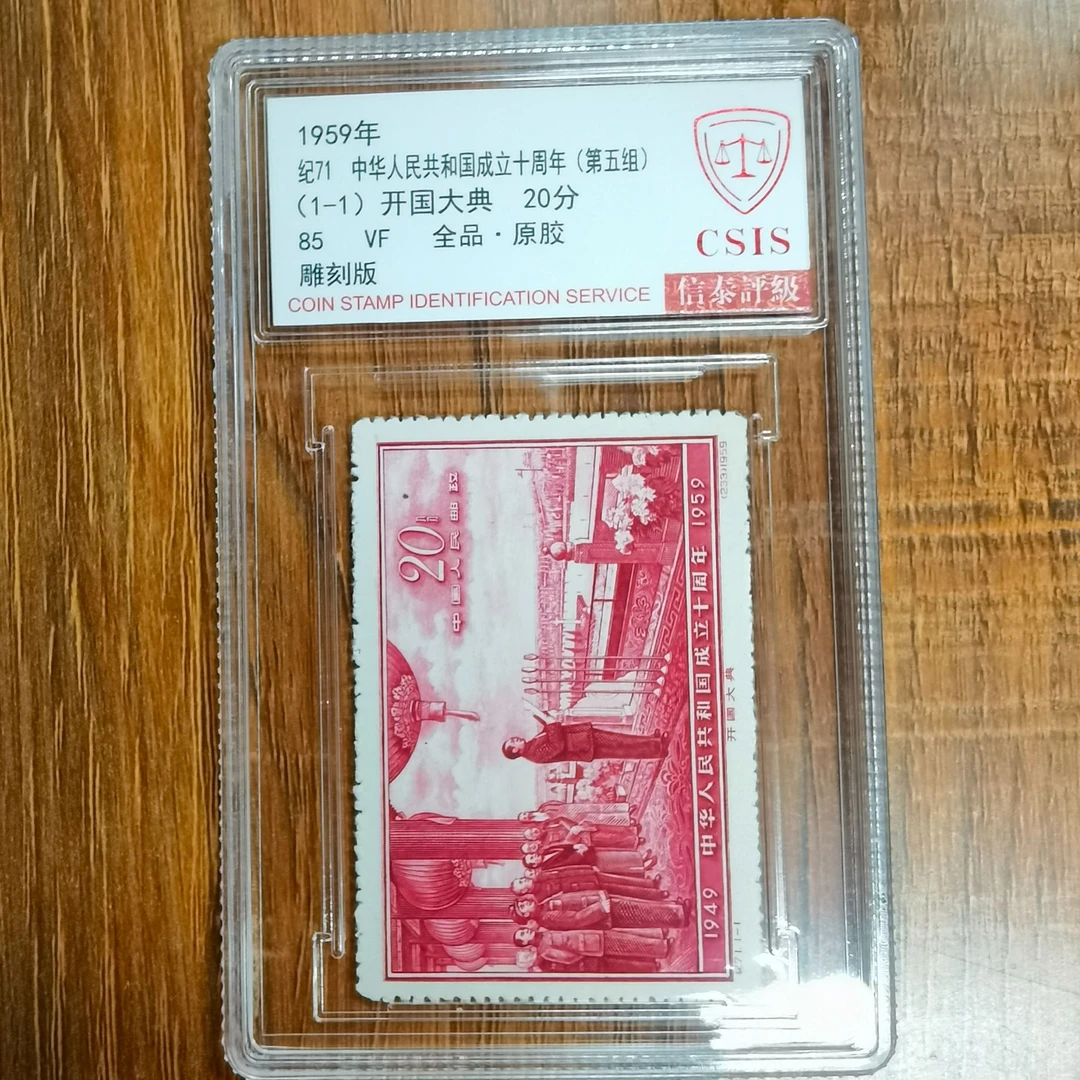 1959年
纪71 中华人民共和国成立十周年（第五组）
（1-1）开国大典 20分
85 VF 全品·原胶
雕刻版
COIN STAMP IDENTIFICATION SERVICE
CSIS
信泰評級
20分
中国人民邮政
1949 中华人民共和国成立十周年 1959
开國大典
(233)1959